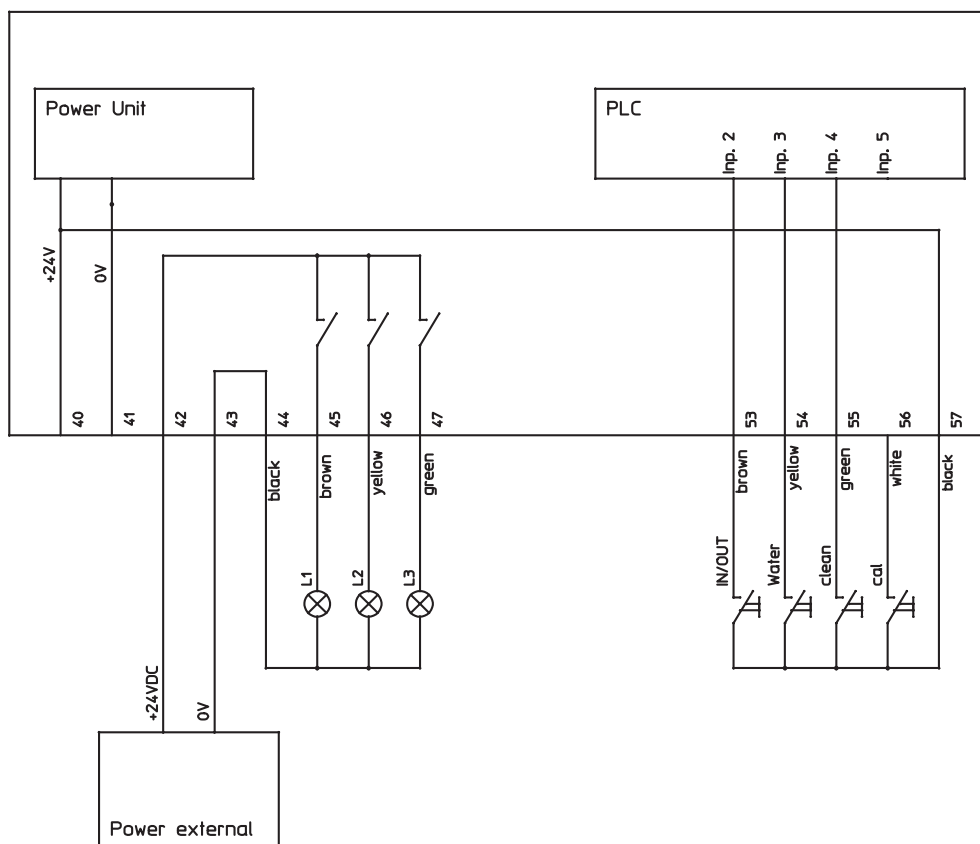 Power Unit
PLC
Inp. 2
Inp. 3
Inp. 4
Inp. 5
+24V
0V
40
41
42
43
44
45
46
47
53
54
55
56
57
black
brown
yellow
green
brown
yellow
green
white
black
L1
L2
L3
IN/OUT
Water
clean
cal
+24VDC
0V
Power external